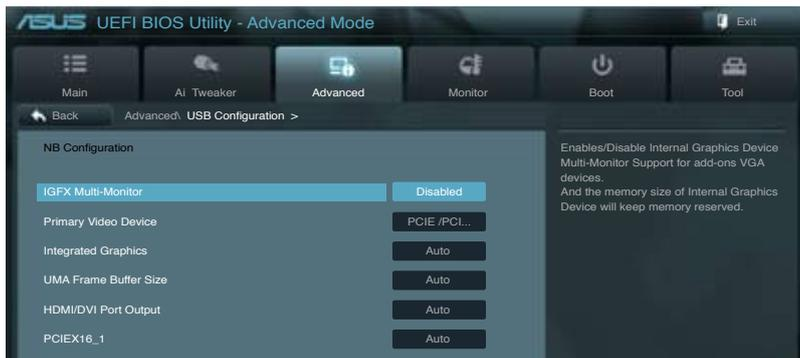 ASUS UEFI BIOS Utility - Advanced Mode
Exit
Main
Ai Tweaker
Advanced
Monitor
Boot
Tool
Back
Advanced\ USB Configuration >
NB Configuration
IGFX Multi-Monitor Disabled
Primary Video Device PCIE /PCI...
Integrated Graphics Auto
UMA Frame Buffer Size Auto
HDMI/DVI Port Output Auto
PCIEX16_1 Auto
Enables/Disable Internal Graphics Device
Multi-Monitor Support for add-ons VGA
devices.
And the memory size of Internal Graphics
Device will keep memory reserved.